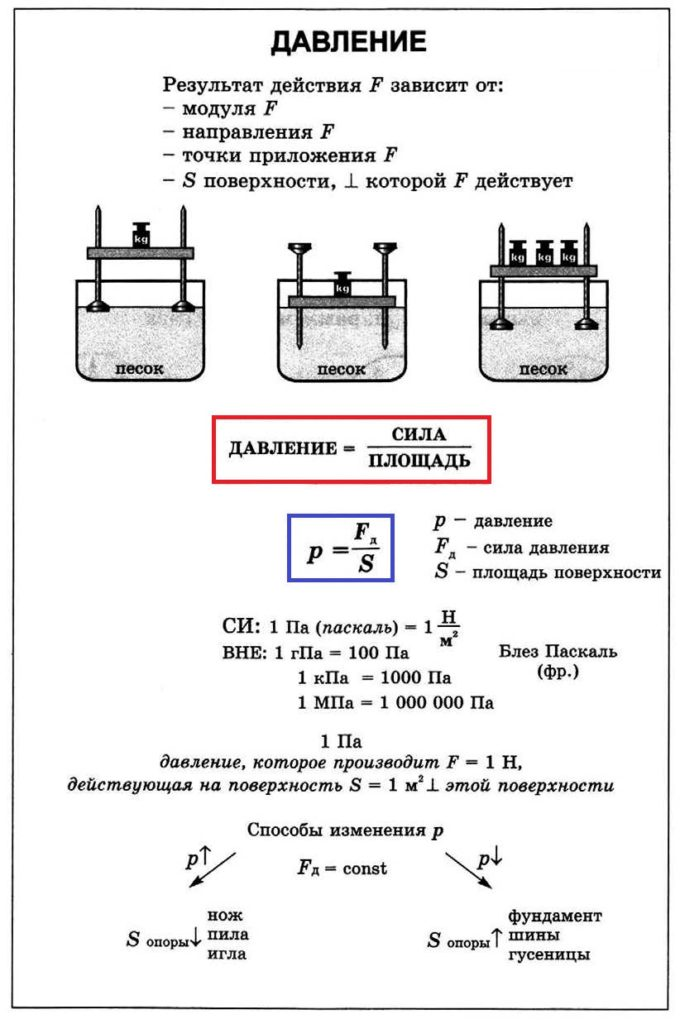 ДАВЛЕНИЕ
Результат действия F зависит от:
– модуля F
– направления F
– точки приложения F
– S поверхности, ⊥ которой F действует
kg
kg
kg kg kg
песок
песок
песок
ДАВЛЕНИЕ = СИЛА / ПЛОЩАДЬ
p = Fд / S
p – давление
Fд – сила давления
S – площадь поверхности
СИ: 1 Па (паскаль) = 1 Н/м²
ВНЕ: 1 гПа = 100 Па
1 кПа = 1000 Па
1 МПа = 1 000 000 Па
Блез Паскаль
(фр.)
1 Па
давление, которое производит F = 1 Н,
действующая на поверхность S = 1 м² ⊥ этой поверхности
Способы изменения p
p↑
Fд = const
p↓
S опоры↓
нож
пила
игла
S опоры↑
фундамент
шины
гусеницы